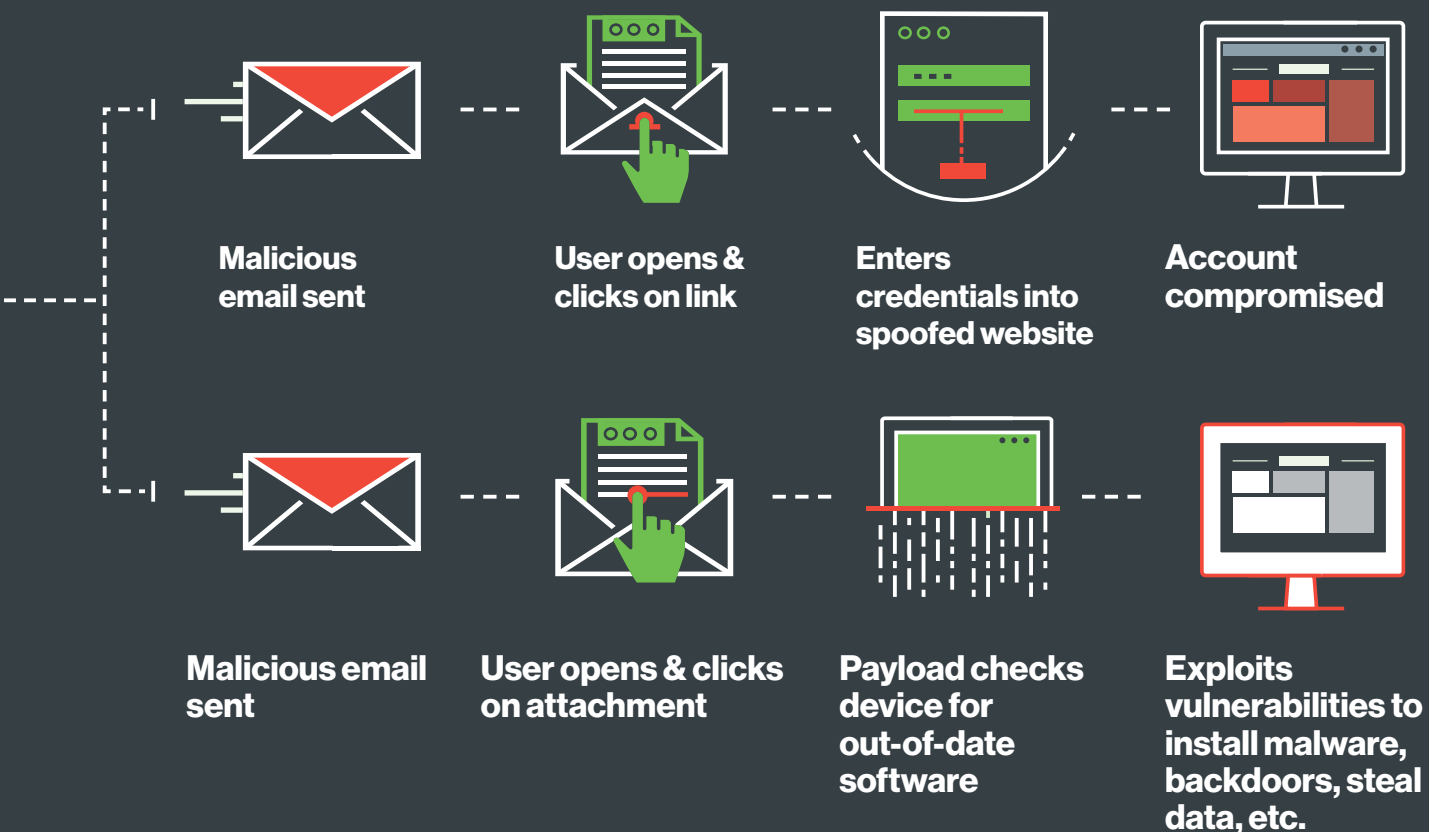 Malicious
email sent
User opens &
clicks on link
Enters
credentials into
spoofed website
Account
compromised
Malicious email
sent
User opens & clicks
on attachment
Payload checks
device for
out-of-date
software
Exploits
vulnerabilities to
install malware,
backdoors, steal
data, etc.